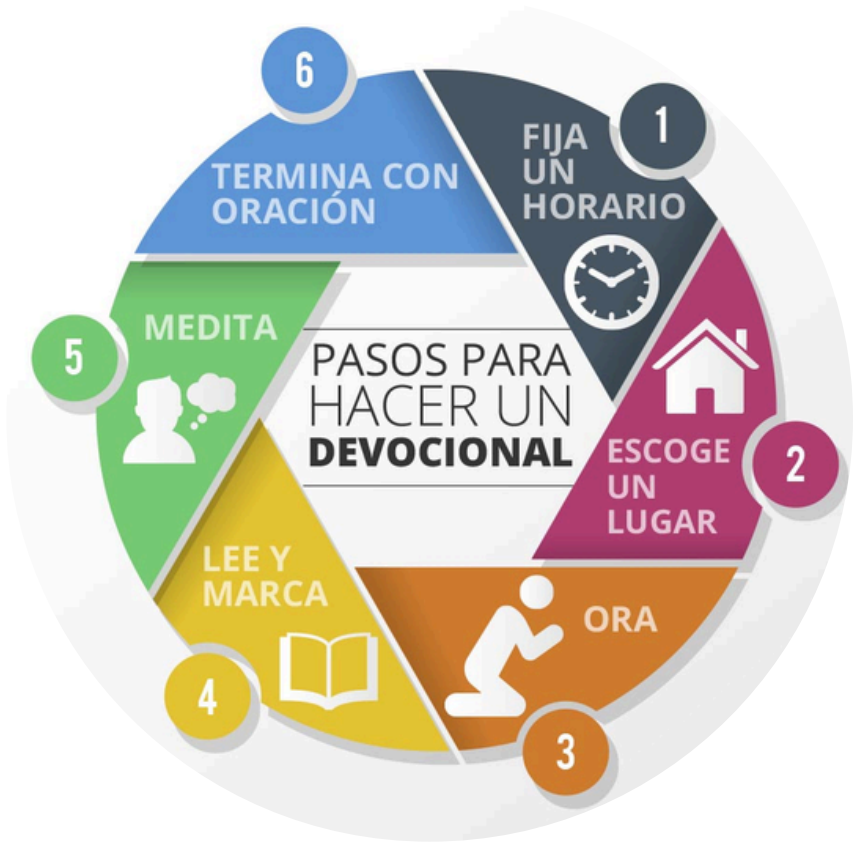 PASOS PARA
HACER UN
DEVOCIONAL
1
FIJA
UN
HORARIO
2
ESCOGE
UN
LUGAR
3
ORA
4
LEE Y
MARCA
5
MEDITA
6
TERMINA CON
ORACIÓN